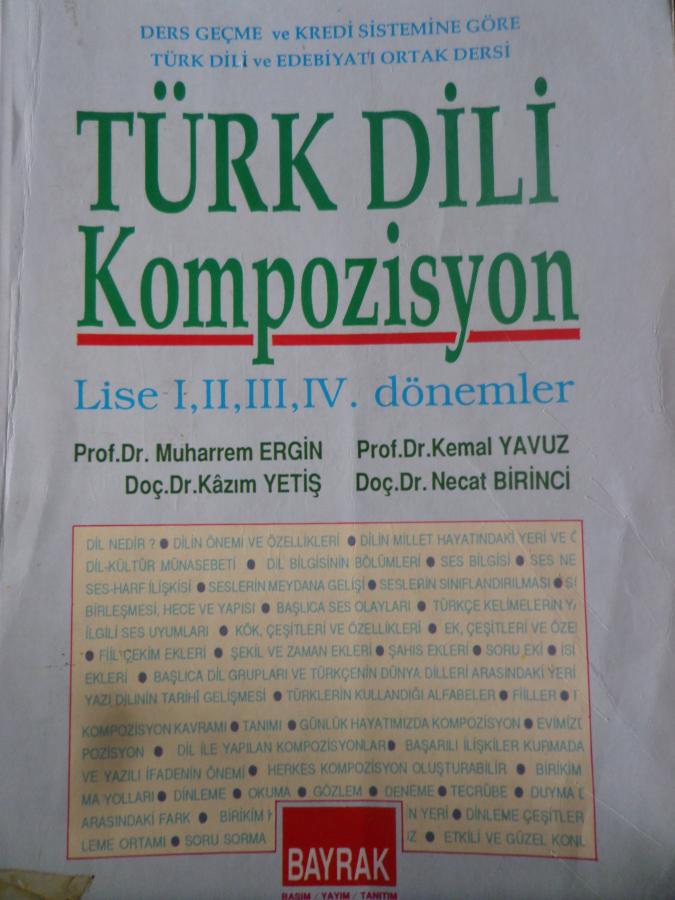 DERS GEÇME ve KREDİ SİSTEMİNE GÖRE
TÜRK DİLİ ve EDEBİYATI ORTAK DERSİ
TÜRK DİLİ
Kompozisyon
Lise I,II,III,IV. dönemler
Prof.Dr. Muharrem ERGİN Prof.Dr.Kemal YAVUZ
Doç.Dr.Kâzım YETİŞ Doç.Dr. Necat BİRİNCİ
DİL NEDİR ? ● DİLİN ÖNEMİ VE ÖZELLİKLERİ ● DİLİN MİLLET HAYATINDAKİ YERİ VE
DİL-KÜLTÜR MÜNASEBETİ ● DİL BİLGİSİNİN BÖLÜMLERİ ● SES BİLGİSİ ● SES NE
SES-HARF İLİŞKİSİ ● SESLERİN MEYDANA GELİŞİ ● SESLERİN SINIFLANDIRILMASI ●
BİRLEŞMESİ, HECE VE YAPISI ● BAŞLICA SES OLAYLARI ● TÜRKÇE KELİMELERİN
İLGİLİ SES UYUMLARI ● KÖK, ÇEŞİTLERİ VE ÖZELLİKLERİ ● EK, ÇEŞİTLERİ VE ÖZE
● FİİL ÇEKİM EKLERİ ● ŞEKİL VE ZAMAN EKLERİ ● ŞAHIS EKLERİ ● SORU EKİ ● İSİ
EKLERİ ● BAŞLICA DİL GRUPLARI VE TÜRKÇENİN DÜNYA DİLLERİ ARASINDAKİ YERİ
YAZI DİLİNİN TARİHİ GELİŞMESİ ● TÜRKLERİN KULLANDIĞI ALFABELER ● FİİLLER ●
KOMPOZİSYON KAVRAMI ● TANIMI ● GÜNLÜK HAYATIMIZDA KOMPOZİSYON ● EVİMİZD
POZİSYON ● DİL İLE YAPILAN KOMPOZİSYONLAR ● BAŞARILI İLİŞKİLER KURMADA
VE YAZILI İFADENİN ÖNEMİ ● HERKES KOMPOZİSYON OLUŞTURABİLİR ● BİRİKİM
MA YOLLARI ● DİNLEME ● OKUMA ● GÖZLEM ● DENEME ● TECRÜBE ● DUYMA
ARASINDAKİ FARK ● BİRİKİM N YERİ ● DİNLEME ÇEŞİTLER
LEME ORTAMI ● SORU SORMA Z ● ETKİLİ VE GÜZEL KONU
BAYRAK
BASIM / YAYIM / TANITIM